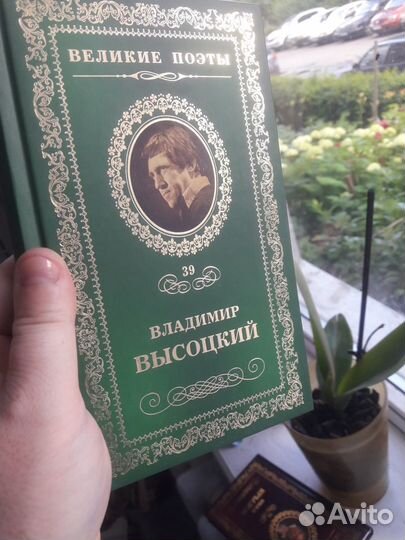 ВЕЛИКИЕ ПОЭТЫ
39
ВЛАДИМИР
ВЫСОЦКИЙ
Avito